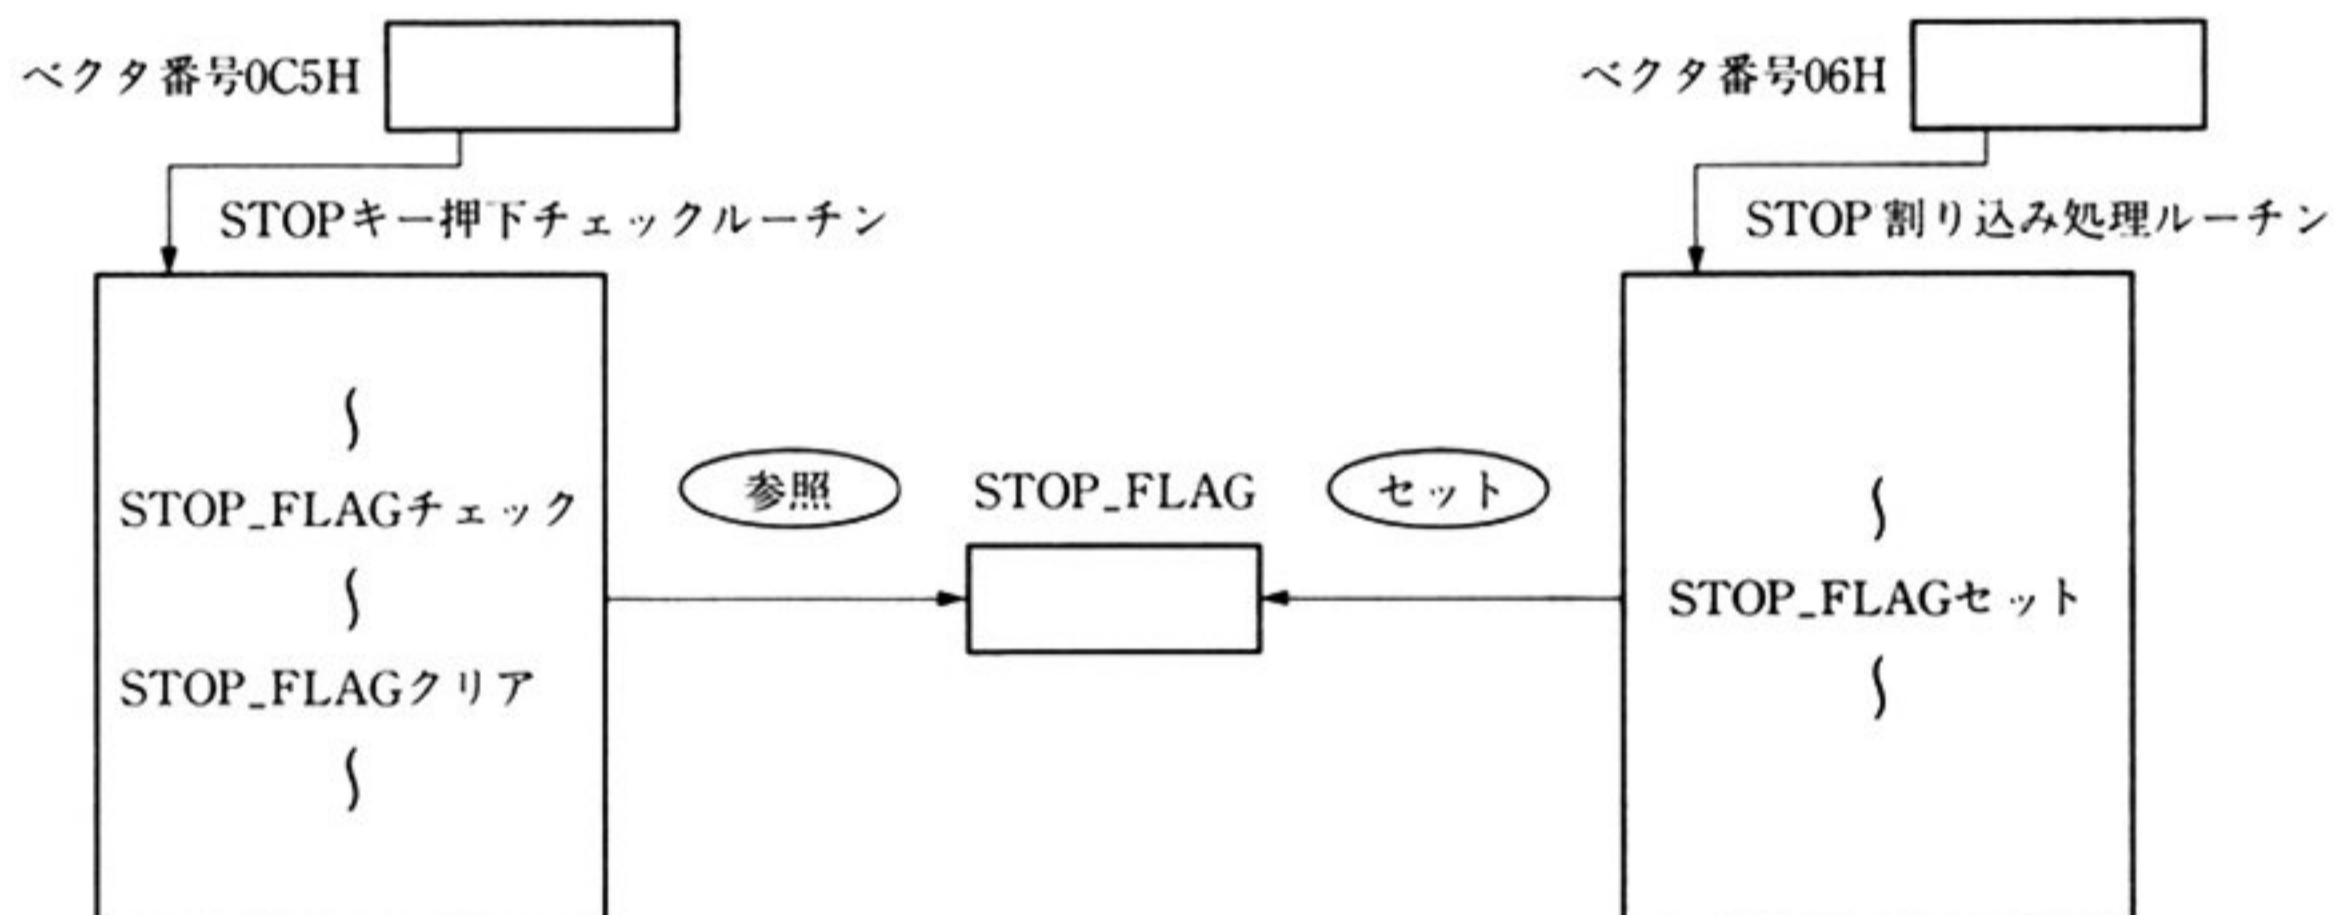 ベクタ番号0C5H
ベクタ番号06H
STOPキー押下チェックルーチン
STOP割り込み処理ルーチン
STOP_FLAGチェック
STOP_FLAGクリア
参照
STOP_FLAG
セット
STOP_FLAGセット